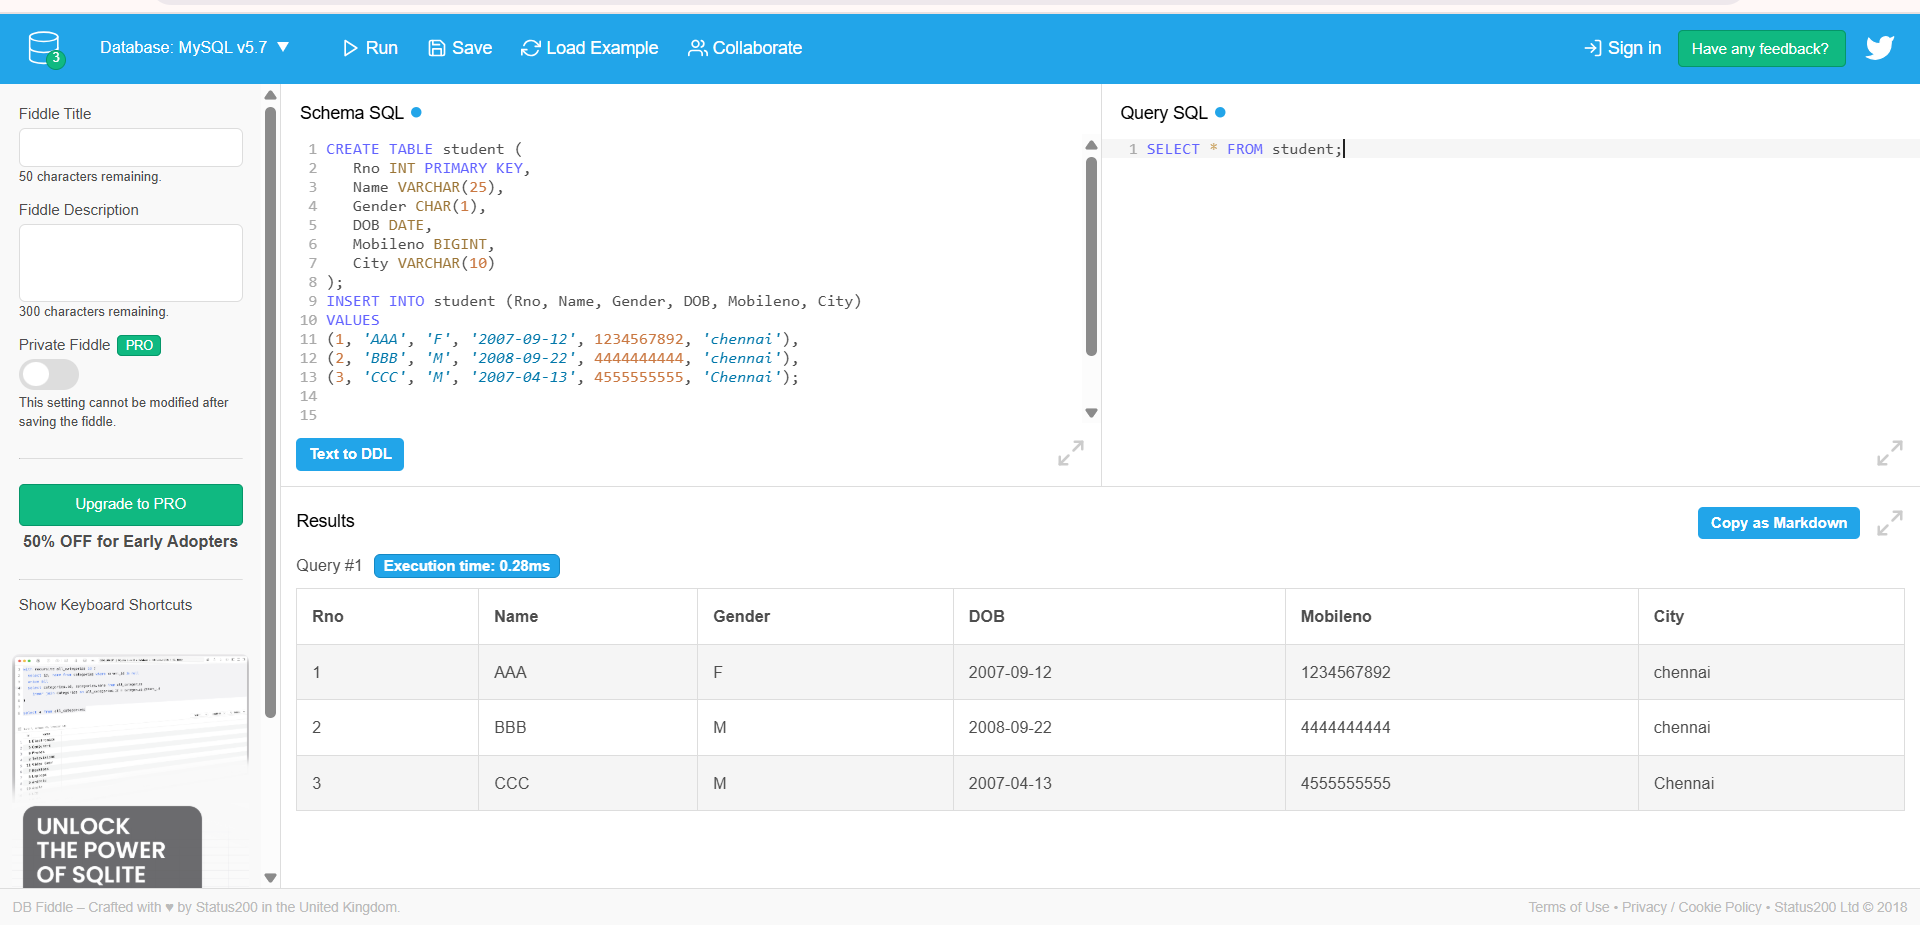 3
Database: MySQL v5.7 ▼
Run
Save
Load Example
Collaborate
Sign in
Have any feedback?
Fiddle Title
50 characters remaining.
Fiddle Description
300 characters remaining.
Private Fiddle PRO
This setting cannot be modified after
saving the fiddle.
Upgrade to PRO
50% OFF for Early Adopters
Show Keyboard Shortcuts
UNLOCK
THE POWER
OF SQLITE
Schema SQL
1 CREATE TABLE student (
2 Rno INT PRIMARY KEY,
3 Name VARCHAR(25),
4 Gender CHAR(1),
5 DOB DATE,
6 Mobileno BIGINT,
7 City VARCHAR(10)
8 );
9 INSERT INTO student (Rno, Name, Gender, DOB, Mobileno, City)
10 VALUES
11 (1, 'AAA', 'F', '2007-09-12', 1234567892, 'chennai'),
12 (2, 'BBB', 'M', '2008-09-22', 4444444444, 'chennai'),
13 (3, 'CCC', 'M', '2007-04-13', 4555555555, 'Chennai');
14
15
Text to DDL
Query SQL
1 SELECT * FROM student;
Results
Copy as Markdown
Query #1 Execution time: 0.28ms
Rno Name Gender DOB Mobileno City
1 AAA F 2007-09-12 1234567892 chennai
2 BBB M 2008-09-22 4444444444 chennai
3 CCC M 2007-04-13 4555555555 Chennai
DB Fiddle – Crafted with ♥ by Status200 in the United Kingdom.
Terms of Use • Privacy / Cookie Policy • Status200 Ltd © 2018